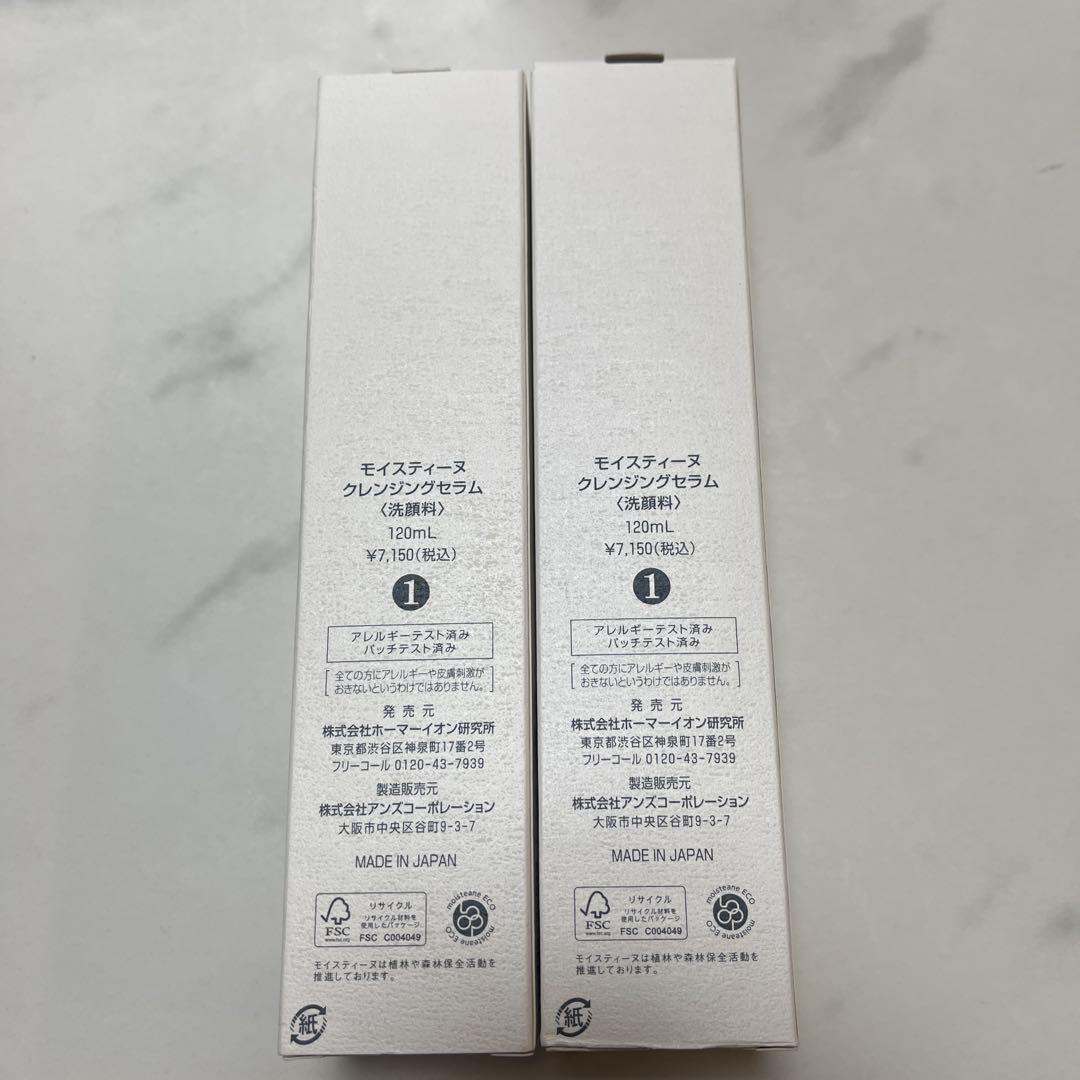 モイスティーヌ
クレンジングセラム
〈洗顔料〉
120mL
¥7,150(税込)
1
アレルギーテスト済み
パッチテスト済み
[全ての方にアレルギーや皮膚刺激が
おきないというわけではありません。]
発売元
株式会社ホーマーイオン研究所
東京都渋谷区神泉町17番2号
フリーコール 0120-43-7939
製造販売元
株式会社アンズコーポレーション
大阪市中央区谷町9-3-7
MADE IN JAPAN
FSC
www.fsc.org
リサイクル
リサイクル材料を
使用したパッケージ
FSC C004049
moisteane ECO
moisteane ECO
モイスティーヌは植林や森林保全活動を
推進しております。
紙
モイスティーヌ
クレンジングセラム
〈洗顔料〉
120mL
¥7,150(税込)
1
アレルギーテスト済み
パッチテスト済み
[全ての方にアレルギーや皮膚刺激が
おきないというわけではありません。]
発売元
株式会社ホーマーイオン研究所
東京都渋谷区神泉町17番2号
フリーコール 0120-43-7939
製造販売元
株式会社アンズコーポレーション
大阪市中央区谷町9-3-7
MADE IN JAPAN
FSC
www.fsc.org
リサイクル
リサイクル材料を
使用したパッケージ
FSC C004049
moisteane ECO
moisteane ECO
モイスティーヌは植林や森林保全活動を
推進しております。
紙